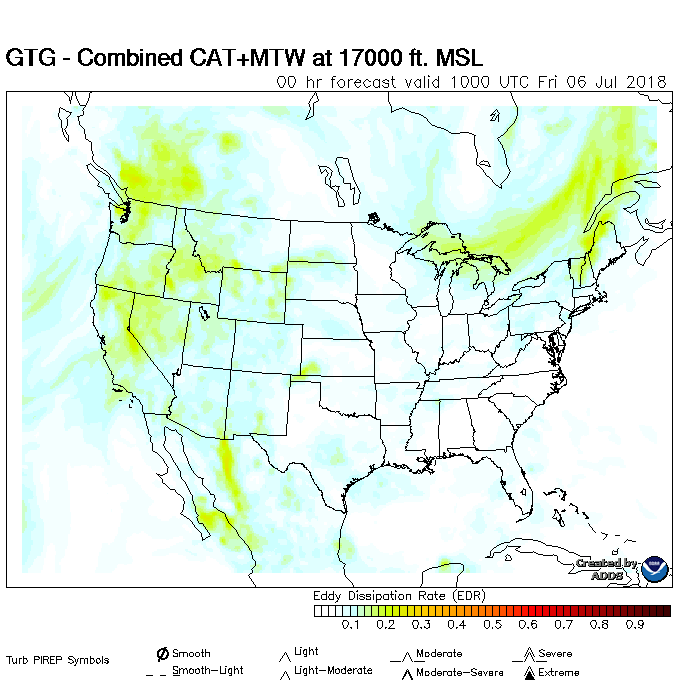 GTG - Combined CAT+MTW at 17000 ft. MSL
00 hr forecast valid 1000 UTC Fri 06 Jul 2018
Created by
ADDS
Eddy Dissipation Rate (EDR)
0.1 0.2 0.3 0.4 0.5 0.6 0.7 0.8 0.9
Turb PIREP Symbols
Smooth Light Moderate Severe
Smooth-Light Light-Moderate Moderate-Severe Extreme